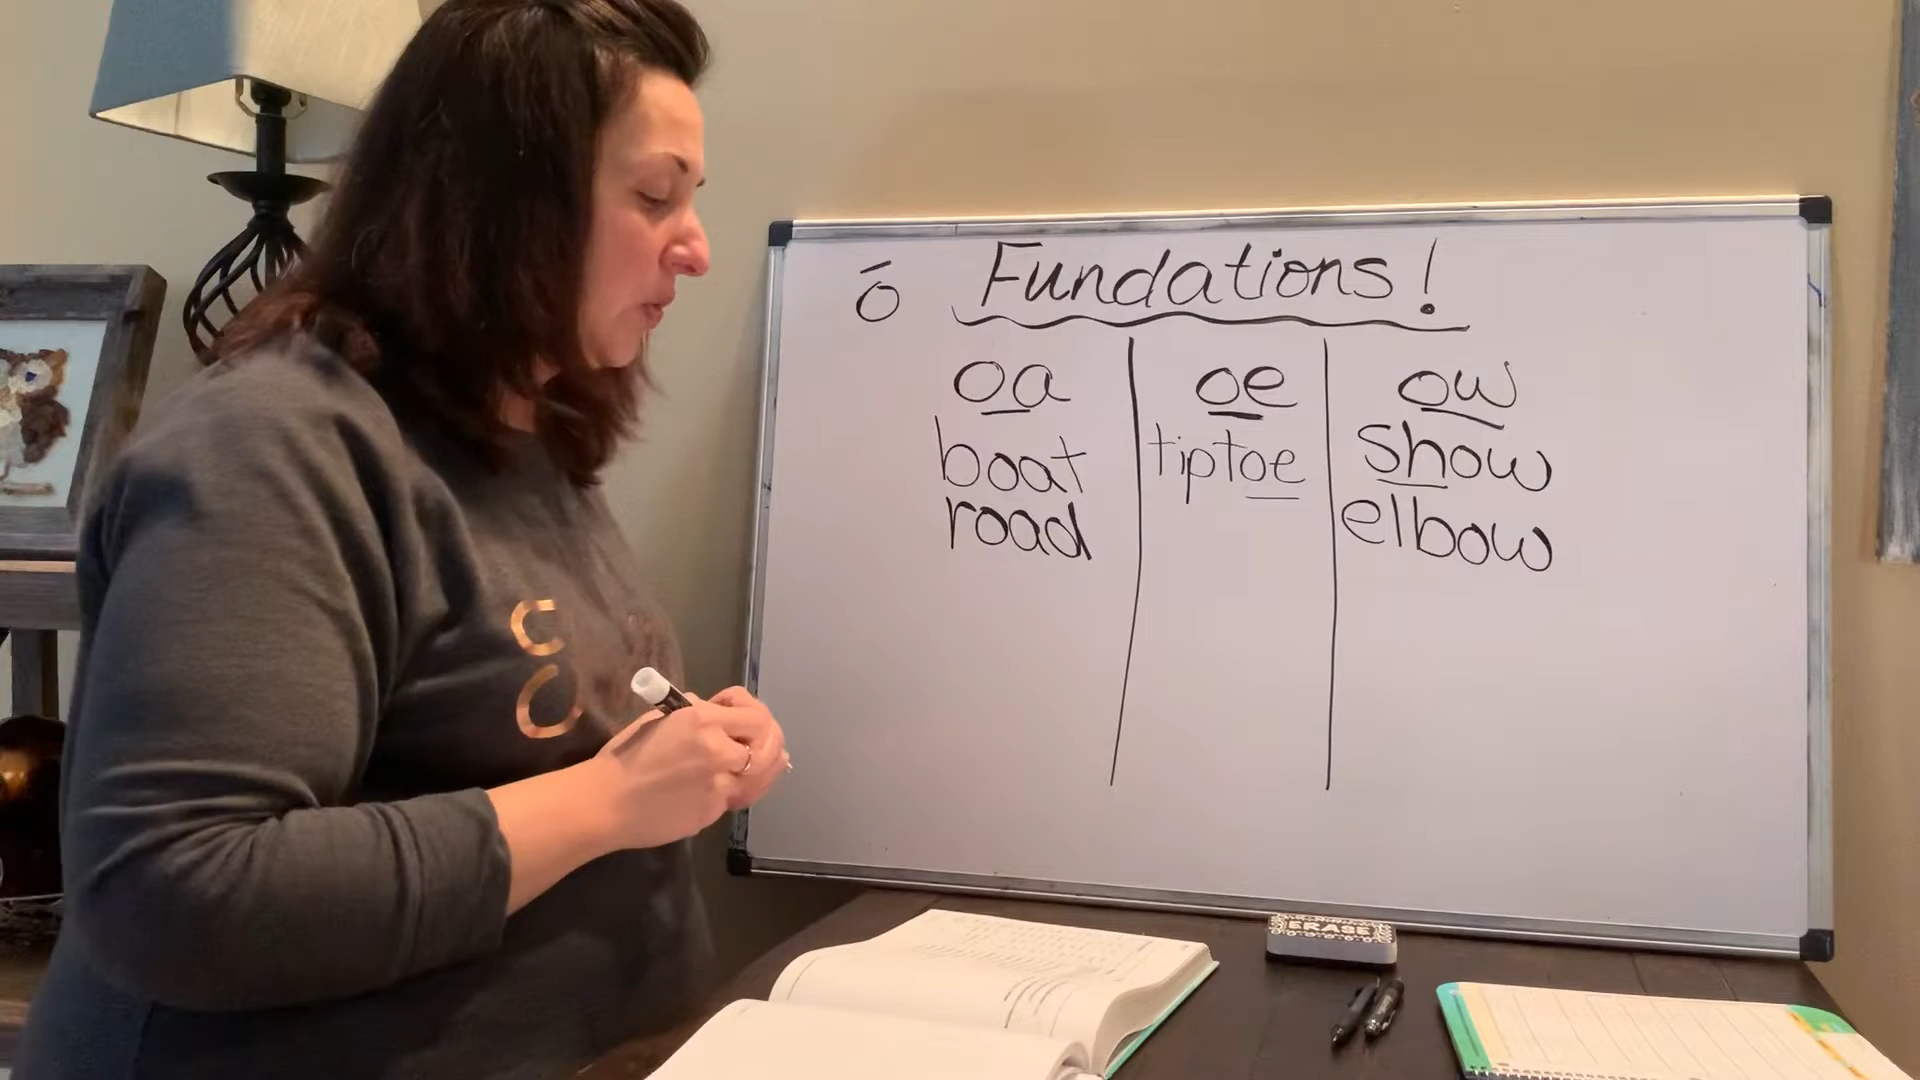 ō Fundations!
oa oe ow
boat tiptoe show
road elbow
ERASE